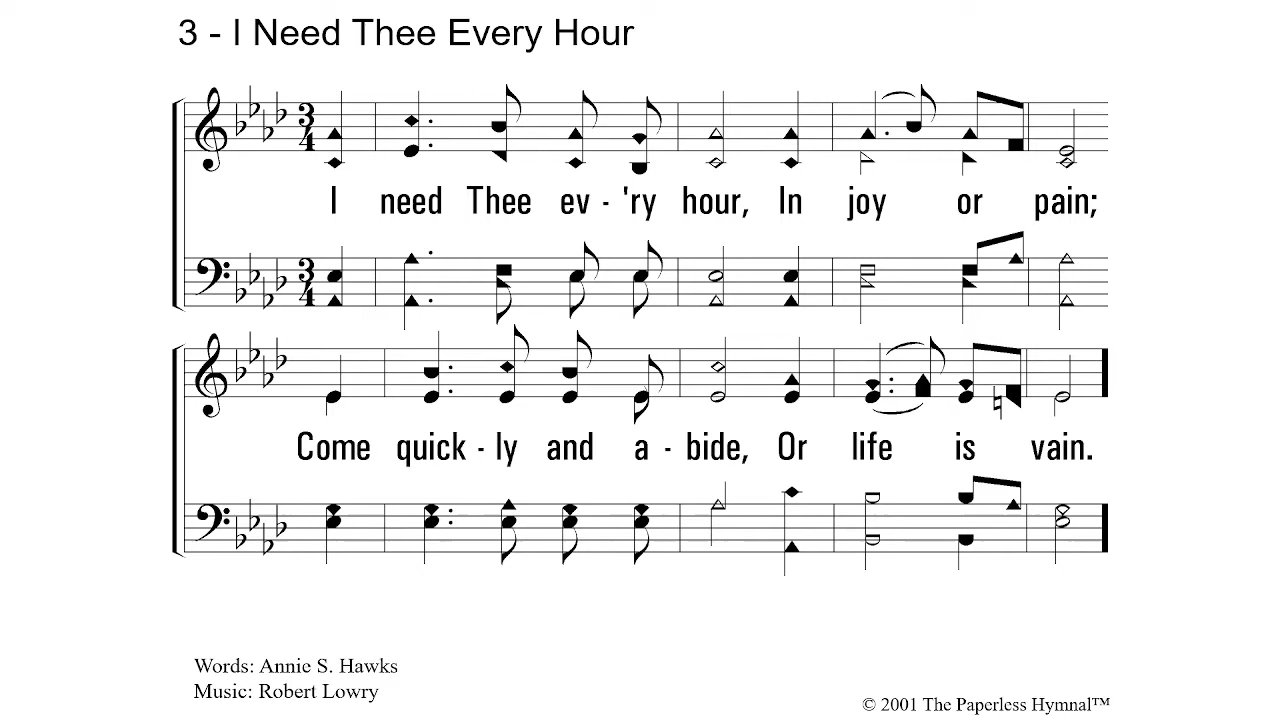 3 - I Need Thee Every Hour
I need Thee ev - 'ry hour, In joy or pain;
Come quick - ly and a - bide, Or life is vain.
Words: Annie S. Hawks
Music: Robert Lowry
© 2001 The Paperless Hymnal™